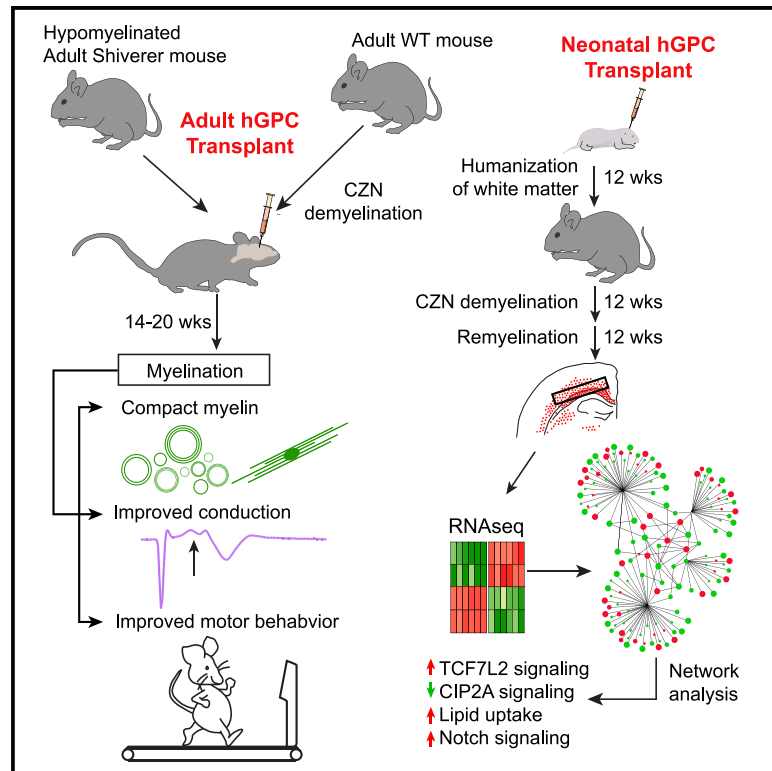 Hypomyelinated
Adult Shiverer mouse
Adult WT mouse
Adult hGPC
Transplant
CZN
demyelination
14-20 wks
Myelination
Compact myelin
Improved conduction
Improved motor behabvior
Neonatal hGPC
Transplant
Humanization
of white matter
12 wks
CZN demyelination
12 wks
Remyelination
12 wks
RNAseq
Network
analysis
TCF7L2 signaling
CIP2A signaling
Lipid uptake
Notch signaling